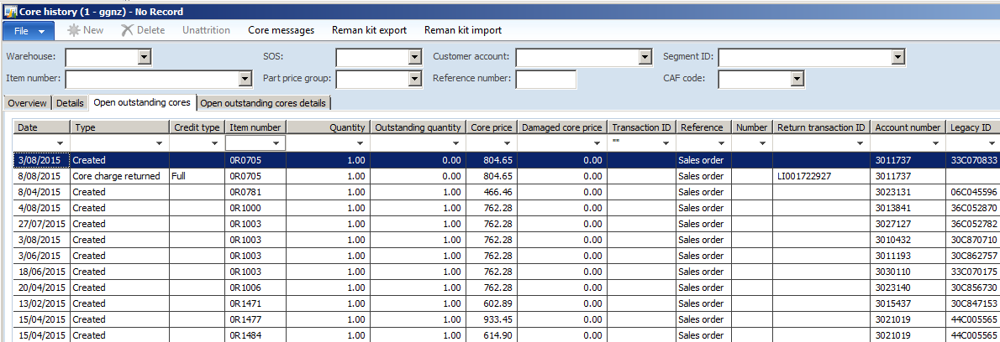 Core history (1 - ggnz) - No Record
File New Delete Unattrition Core messages Reman kit export Reman kit import
Warehouse: SOS: Customer account: Segment ID:
Item number: Part price group: Reference number: CAF code:
Overview Details Open outstanding cores Open outstanding cores details
Date Type Credit type Item number Quantity Outstanding quantity Core price Damaged core price Transaction ID Reference Number Return transaction ID Account number Legacy ID
""
3/08/2015 Created 0R0705 1.00 0.00 804.65 0.00 Sales order 3011737 33C070833
8/08/2015 Core charge returned Full 0R0705 1.00 0.00 804.65 0.00 Sales order LI001722927 3011737
8/04/2015 Created 0R0781 1.00 1.00 466.46 0.00 Sales order 3023131 06C045596
4/08/2015 Created 0R1000 1.00 1.00 762.28 0.00 Sales order 3013841 36C052870
27/07/2015 Created 0R1003 1.00 1.00 762.28 0.00 Sales order 3027127 36C052782
3/08/2015 Created 0R1003 1.00 1.00 762.28 0.00 Sales order 3010432 30C870710
3/06/2015 Created 0R1003 1.00 1.00 762.28 0.00 Sales order 3011193 30C862757
18/06/2015 Created 0R1003 1.00 1.00 762.28 0.00 Sales order 3030110 33C070175
20/04/2015 Created 0R1006 1.00 1.00 762.28 0.00 Sales order 3023140 30C856730
13/02/2015 Created 0R1471 1.00 1.00 602.89 0.00 Sales order 3015437 30C847153
15/04/2015 Created 0R1477 1.00 1.00 933.45 0.00 Sales order 3021019 44C005565
15/04/2015 Created 0R1484 1.00 1.00 614.90 0.00 Sales order 3021019 44C005565